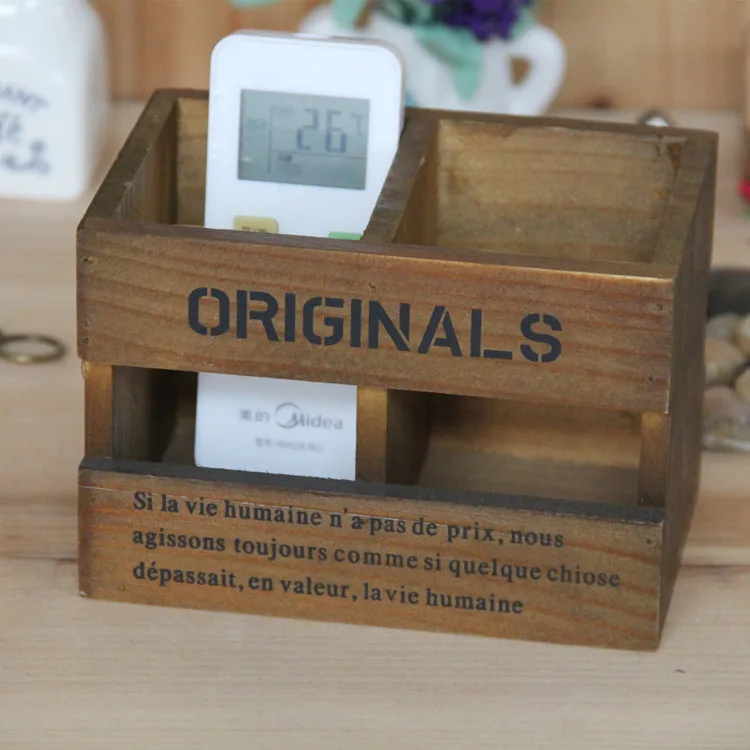 ANT
26°C
ORIGINALS
美的 Midea
Si la vie humaine n'a pas de prix, nous
agissons toujours comme si quelque chiose
dépassait, en valeur, la vie humaine